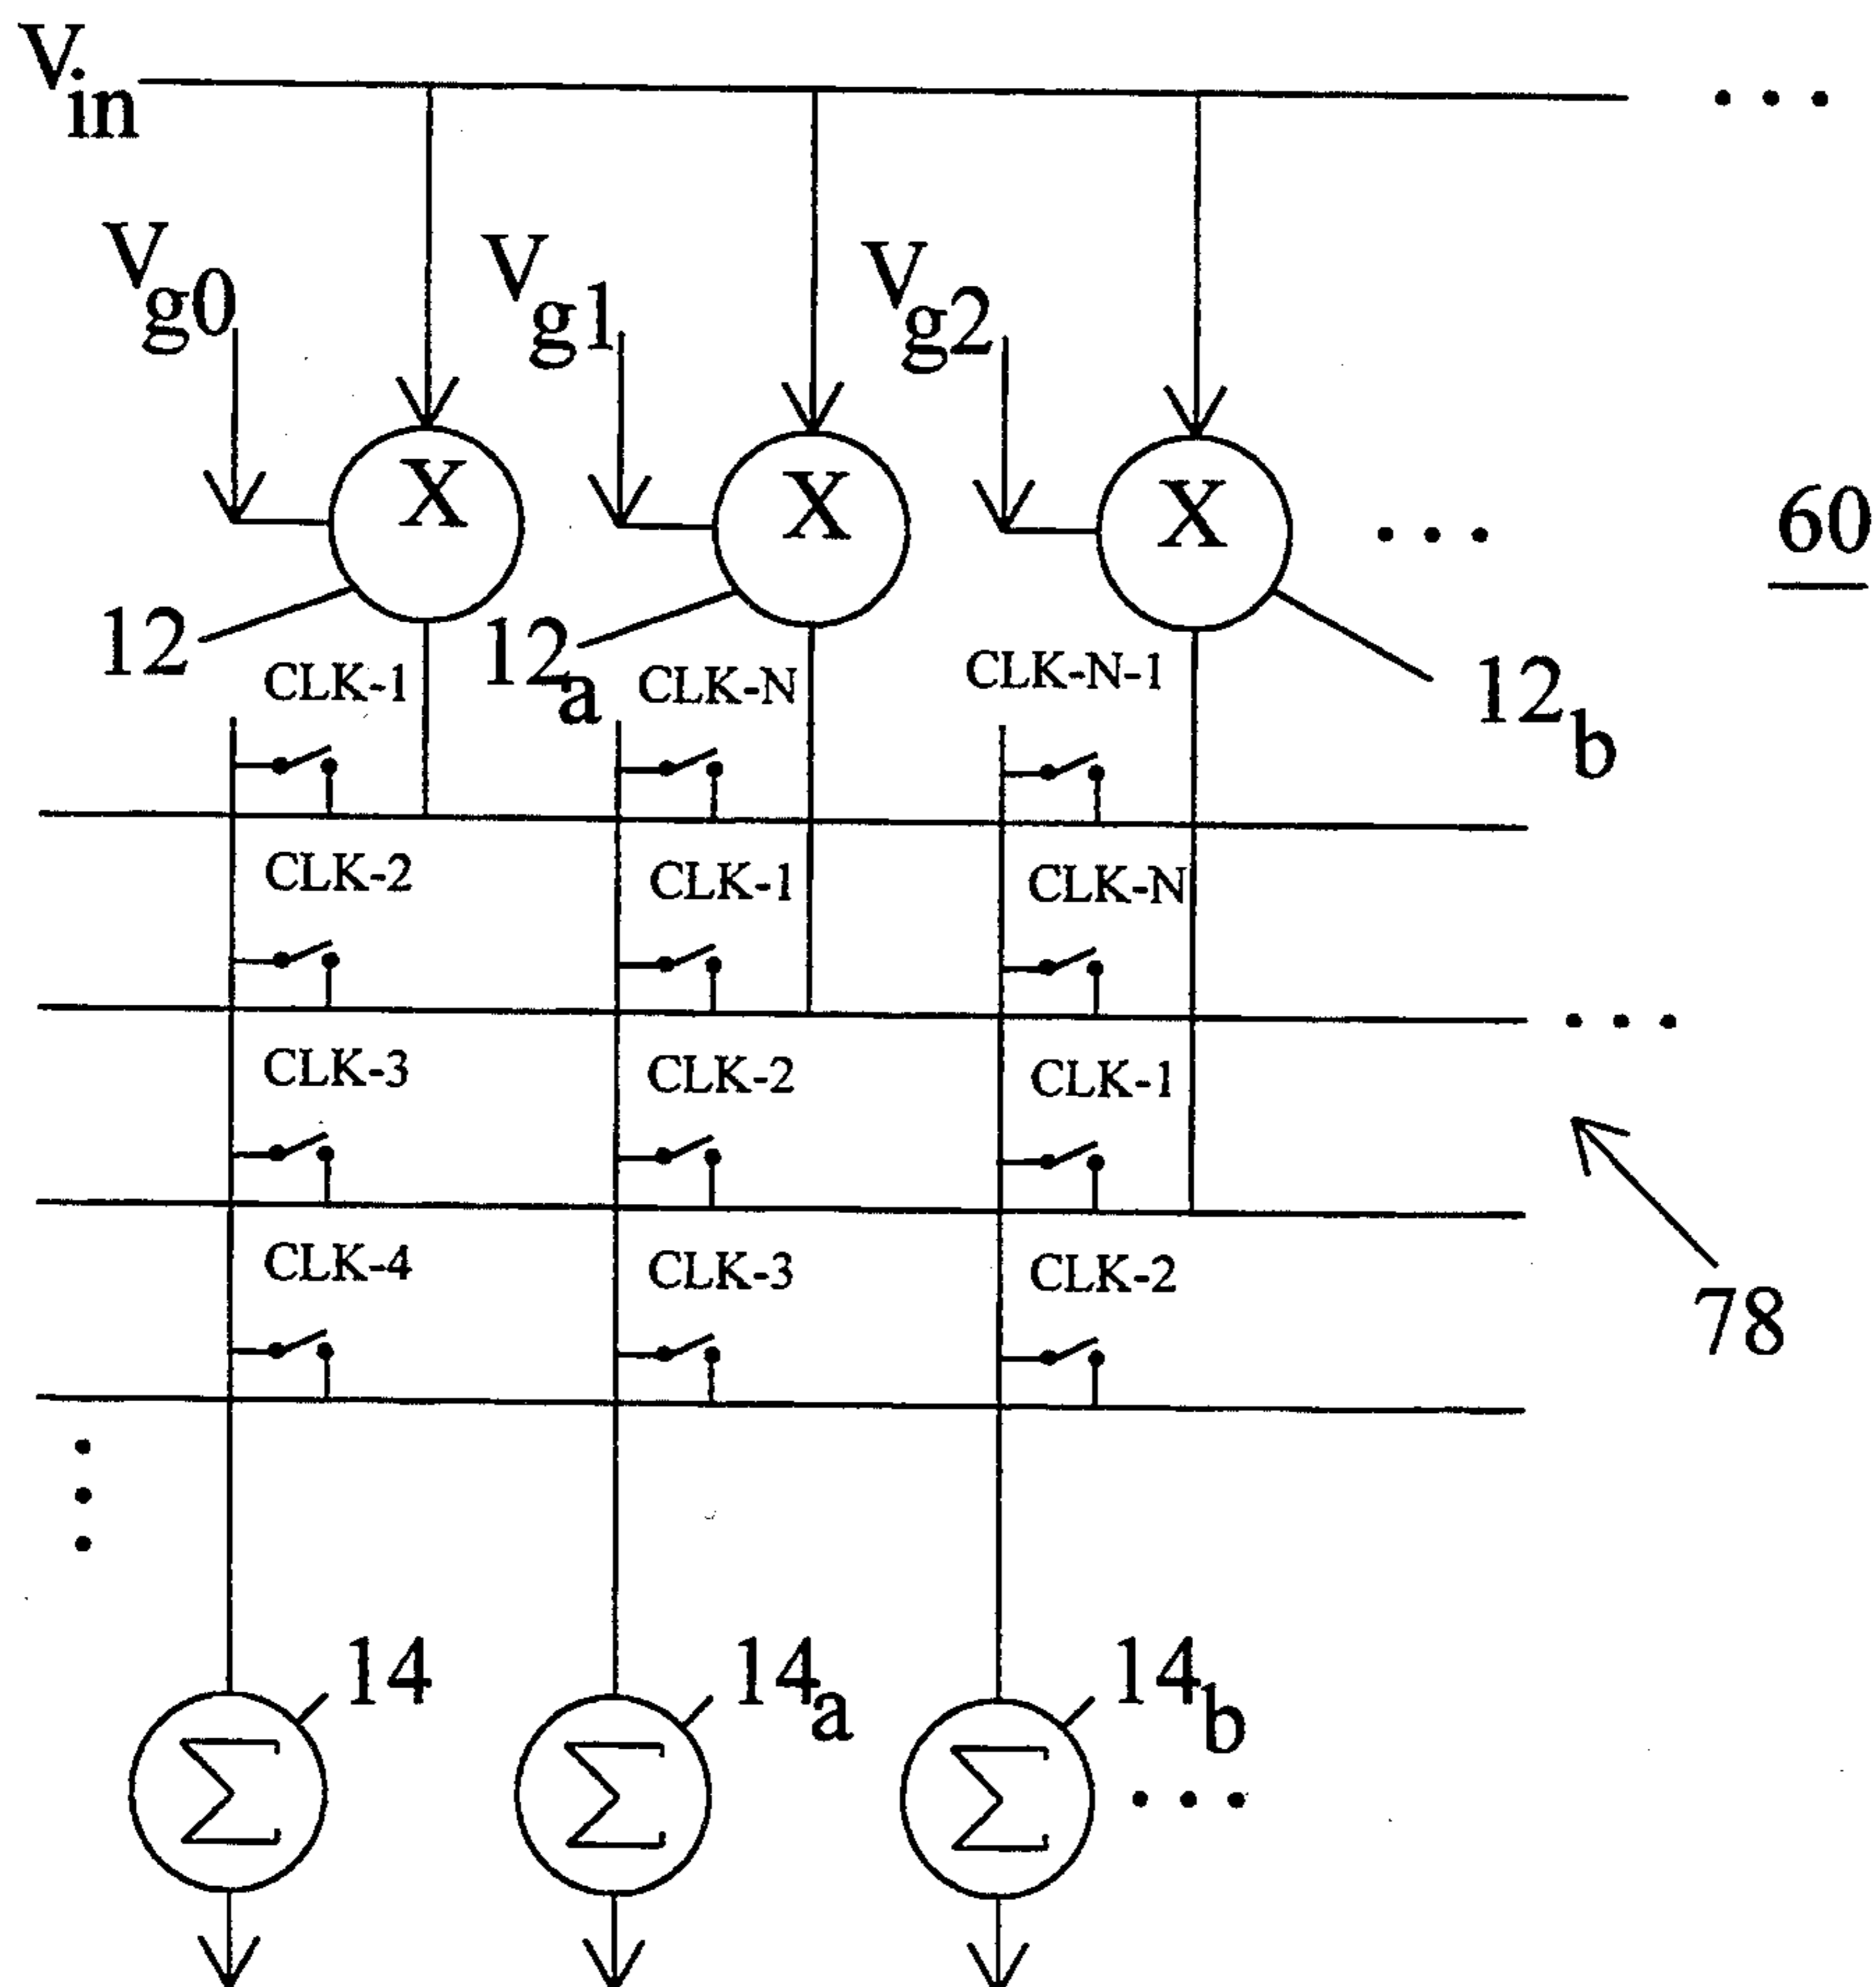 Vin
Vg0 Vg1 Vg2
X X X
60
12 12a 12b
CLK-1 CLK-N CLK-N-1
CLK-2 CLK-1 CLK-N
CLK-3 CLK-2 CLK-1
CLK-4 CLK-3 CLK-2
78
14 14a 14b
Σ Σ Σ